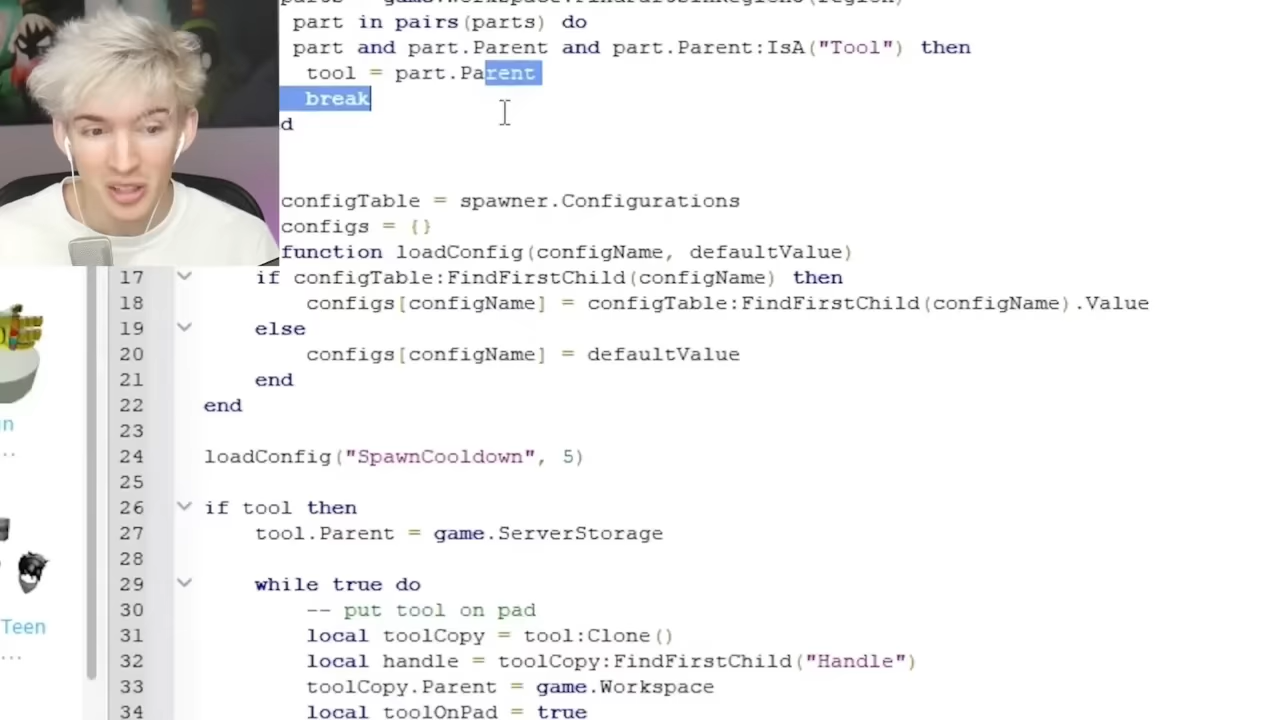 part in pairs(parts) do
part and part.Parent and part.Parent:IsA("Tool") then
tool = part.Parent
break
d
configTable = spawner.Configurations
configs = {}
function loadConfig(configName, defaultValue)
17 if configTable:FindFirstChild(configName) then
18 configs[configName] = configTable:FindFirstChild(configName).Value
19 else
20 configs[configName] = defaultValue
21 end
22 end
23
24 loadConfig("SpawnCooldown", 5)
25
26 if tool then
27 tool.Parent = game.ServerStorage
28
29 while true do
30 -- put tool on pad
31 local toolCopy = tool:Clone()
32 local handle = toolCopy:FindFirstChild("Handle")
33 toolCopy.Parent = game.Workspace
34 local toolOnPad = true
Teen